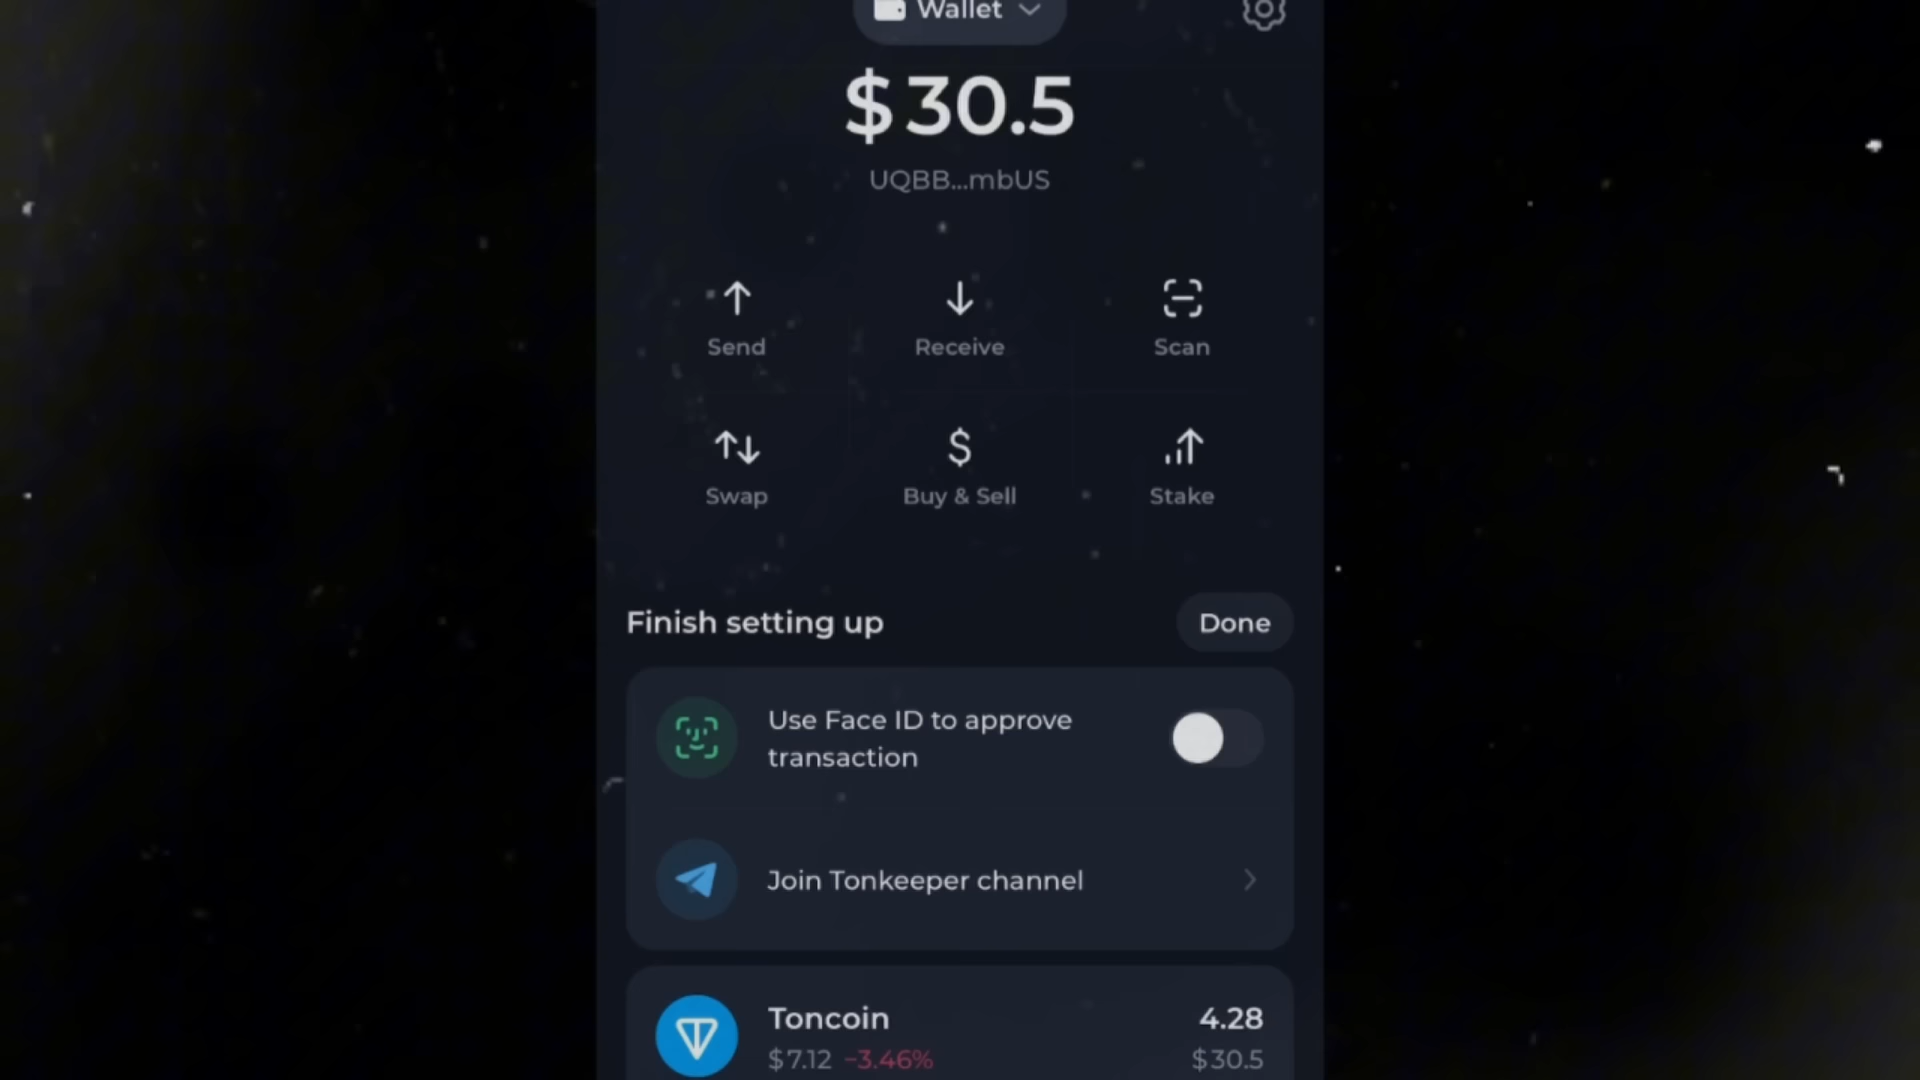 Wallet
$30.5
UQBB...mbUS
Send
Receive
Scan
Swap
Buy & Sell
Stake
Finish setting up
Done
Use Face ID to approve
transaction
Join Tonkeeper channel
Toncoin
4.28
$7.12 −3.46%
$30.5